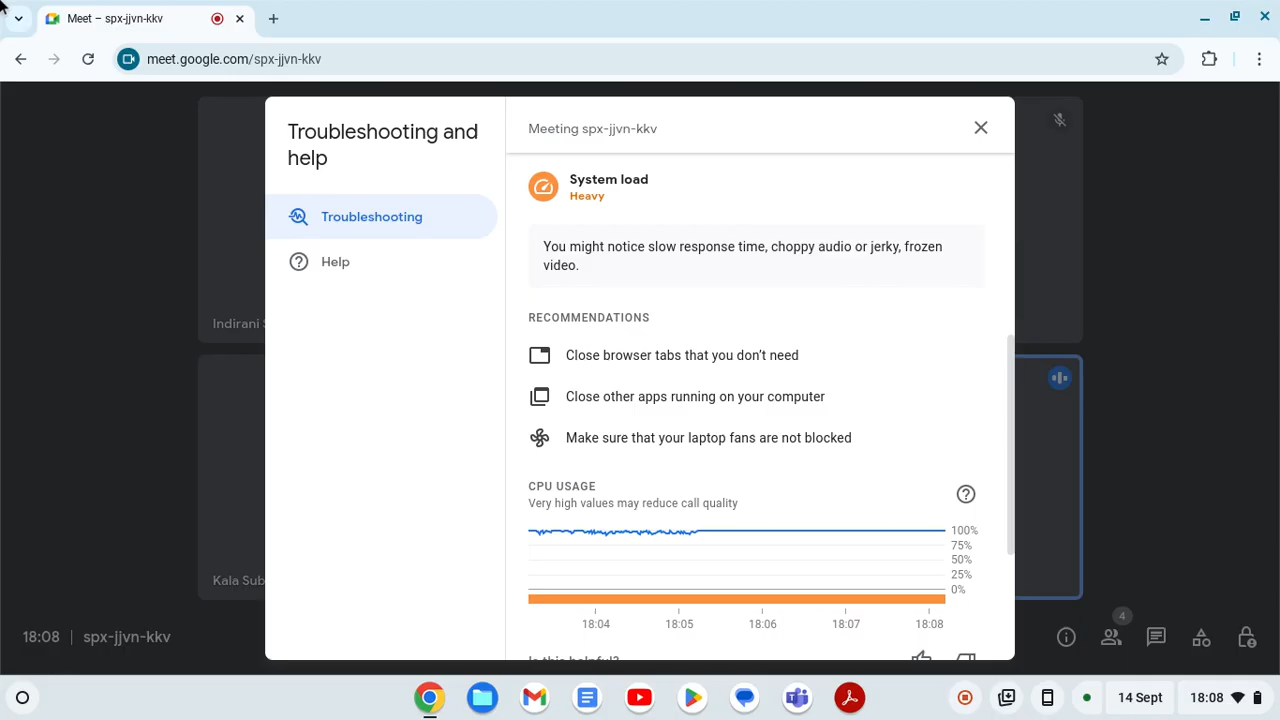 Meet – spx-jjvn-kkv
meet.google.com/spx-jjvn-kkv
Troubleshooting and
help
Troubleshooting
Help
Meeting spx-jjvn-kkv
System load
Heavy
You might notice slow response time, choppy audio or jerky, frozen
video.
RECOMMENDATIONS
Close browser tabs that you don't need
Close other apps running on your computer
Make sure that your laptop fans are not blocked
CPU USAGE
Very high values may reduce call quality
100%
75%
50%
25%
0%
18:04 18:05 18:06 18:07 18:08
Is this helpful?
Indirani
Kala Sub
18:08 | spx-jjvn-kkv
4
14 Sept 18:08